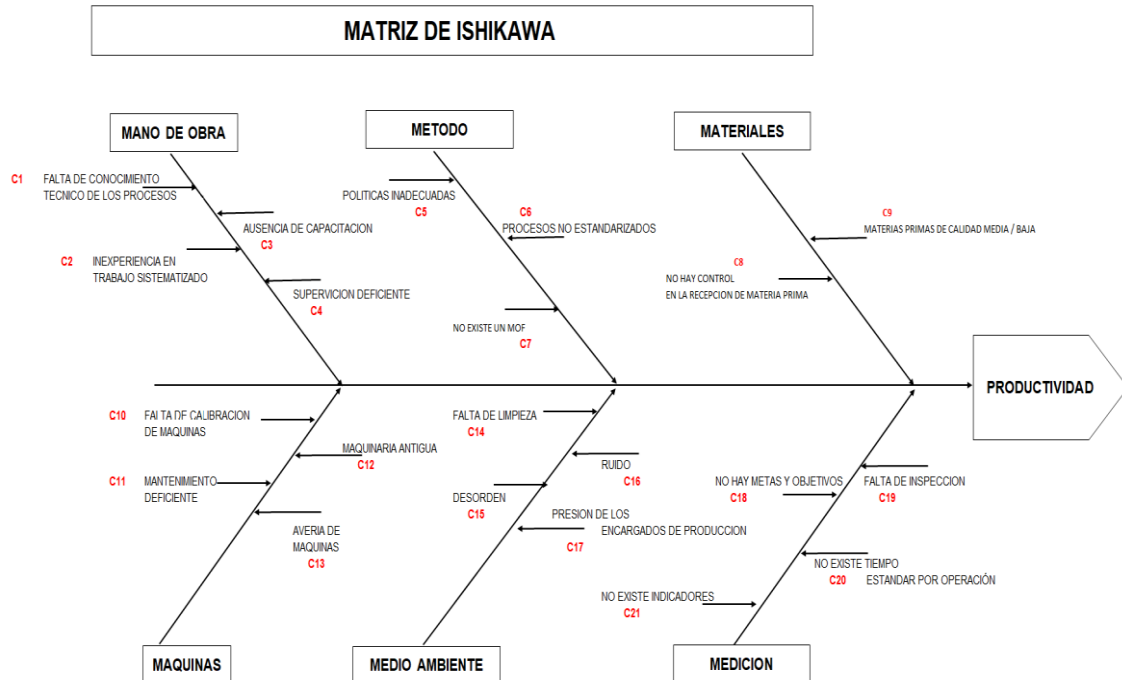 MATRIZ DE ISHIKAWA
MANO DE OBRA
METODO
MATERIALES
C1 FALTA DE CONOCIMIENTO
TECNICO DE LOS PROCESOS
AUSENCIA DE CAPACITACION
C3
C2 INEXPERIENCIA EN
TRABAJO SISTEMATIZADO
SUPERVICION DEFICIENTE
C4
POLITICAS INADECUADAS
C5
C6
PROCESOS NO ESTANDARIZADOS
NO EXISTE UN MOF
C7
C9
MATERIAS PRIMAS DE CALIDAD MEDIA / BAJA
C8
NO HAY CONTROL
EN LA RECEPCION DE MATERIA PRIMA
PRODUCTIVIDAD
C10 FALTA DE CALIBRACION
DE MAQUINAS
MAQUINARIA ANTIGUA
C12
C11 MANTENIMIENTO
DEFICIENTE
AVERIA DE
MAQUINAS
C13
FALTA DE LIMPIEZA
C14
RUIDO
C16
DESORDEN
C15
PRESION DE LOS
ENCARGADOS DE PRODUCCION
C17
NO HAY METAS Y OBJETIVOS
C18
FALTA DE INSPECCION
C19
NO EXISTE TIEMPO
C20 ESTANDAR POR OPERACIÓN
NO EXISTE INDICADORES
C21
MAQUINAS
MEDIO AMBIENTE
MEDICION